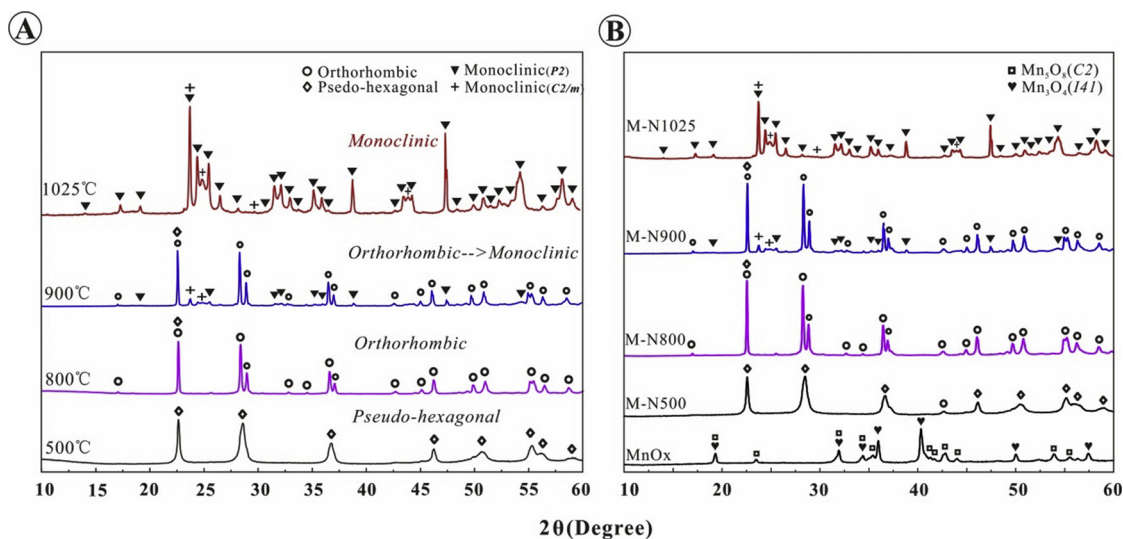 A
Orthorhombic
Psedo-hexagonal
Monoclinic(P2)
Monoclinic(C2/m)
Monoclinic
1025℃
Orthorhombic-->Monoclinic
900℃
Orthorhombic
800℃
Pseudo-hexagonal
500℃
10 15 20 25 30 35 40 45 50 55 60
B
Mn5O8(C2)
Mn3O4(I41)
M-N1025
M-N900
M-N800
M-N500
MnOx
10 20 30 40 50 60
2θ(Degree)